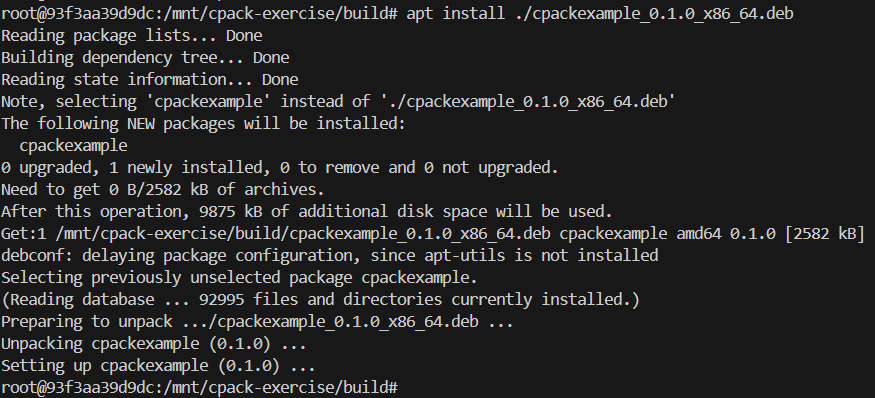 root@93f3aa39d9dc:/mnt/cpack-exercise/build# apt install ./cpackexample_0.1.0_x86_64.deb
Reading package lists... Done
Building dependency tree... Done
Reading state information... Done
Note, selecting 'cpackexample' instead of './cpackexample_0.1.0_x86_64.deb'
The following NEW packages will be installed:
  cpackexample
0 upgraded, 1 newly installed, 0 to remove and 0 not upgraded.
Need to get 0 B/2582 kB of archives.
After this operation, 9875 kB of additional disk space will be used.
Get:1 /mnt/cpack-exercise/build/cpackexample_0.1.0_x86_64.deb cpackexample amd64 0.1.0 [2582 kB]
debconf: delaying package configuration, since apt-utils is not installed
Selecting previously unselected package cpackexample.
(Reading database ... 92995 files and directories currently installed.)
Preparing to unpack .../cpackexample_0.1.0_x86_64.deb ...
Unpacking cpackexample (0.1.0) ...
Setting up cpackexample (0.1.0) ...
root@93f3aa39d9dc:/mnt/cpack-exercise/build#